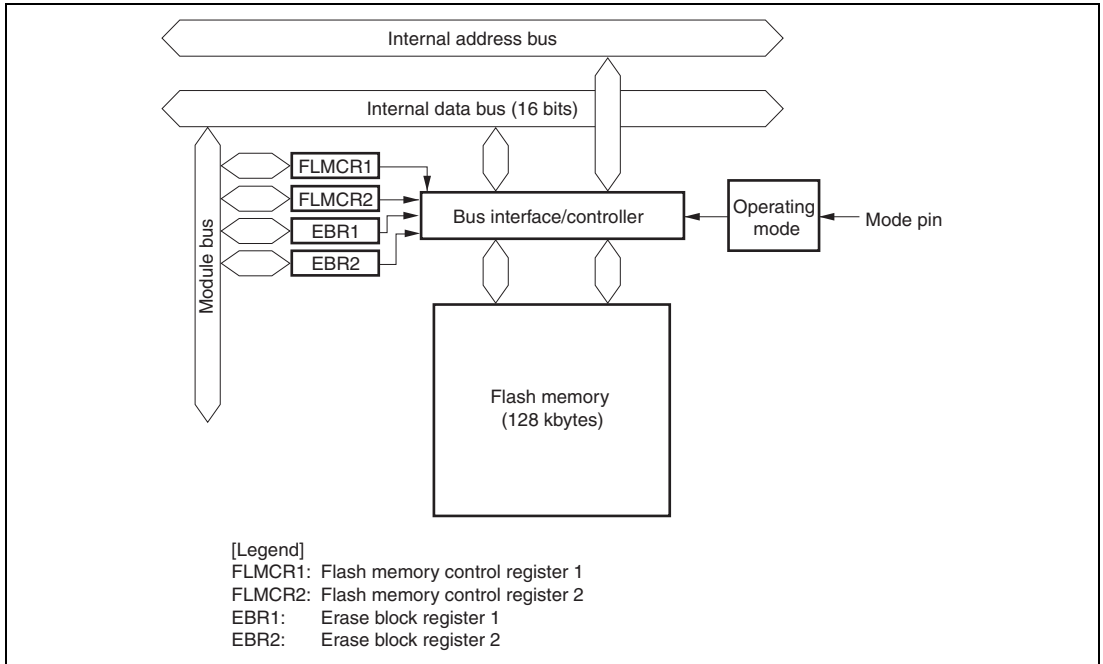 Internal address bus
Internal data bus (16 bits)
Module bus
FLMCR1
FLMCR2
EBR1
EBR2
Bus interface/controller
Operating
mode
Mode pin
Flash memory
(128 kbytes)
[Legend]
FLMCR1: Flash memory control register 1
FLMCR2: Flash memory control register 2
EBR1: Erase block register 1
EBR2: Erase block register 2